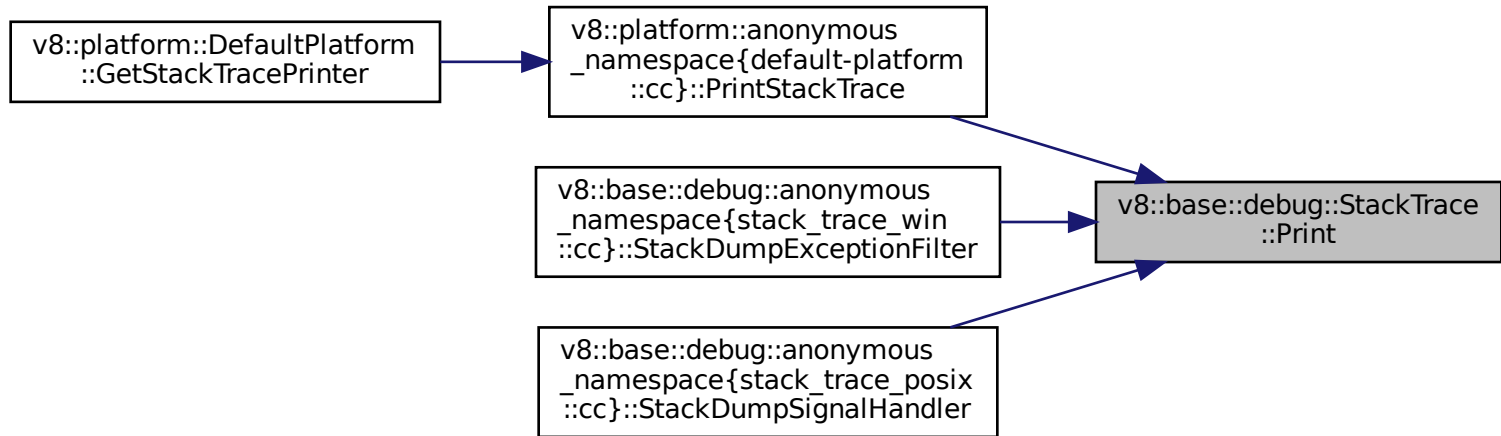 v8::platform::DefaultPlatform
::GetStackTracePrinter
v8::platform::anonymous
_namespace{default-platform
::cc}::PrintStackTrace
v8::base::debug::anonymous
_namespace{stack_trace_win
::cc}::StackDumpExceptionFilter
v8::base::debug::anonymous
_namespace{stack_trace_posix
::cc}::StackDumpSignalHandler
v8::base::debug::StackTrace
::Print